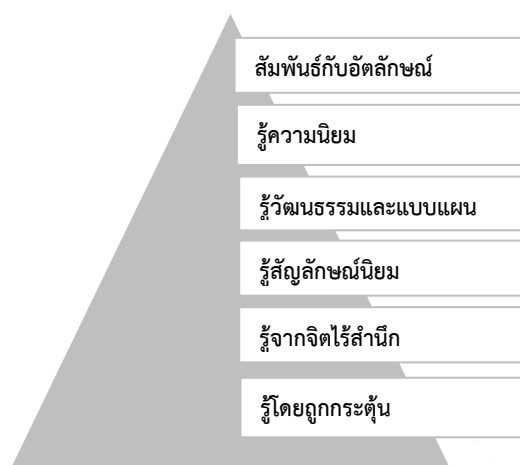 สัมพันธ์กับอัตลักษณ์
รู้ความนิยม
รู้วัฒนธรรมและแบบแผน
รู้สัญลักษณ์นิยม
รู้จากจิตไร้สำนึก
รู้โดยถูกกระตุ้น